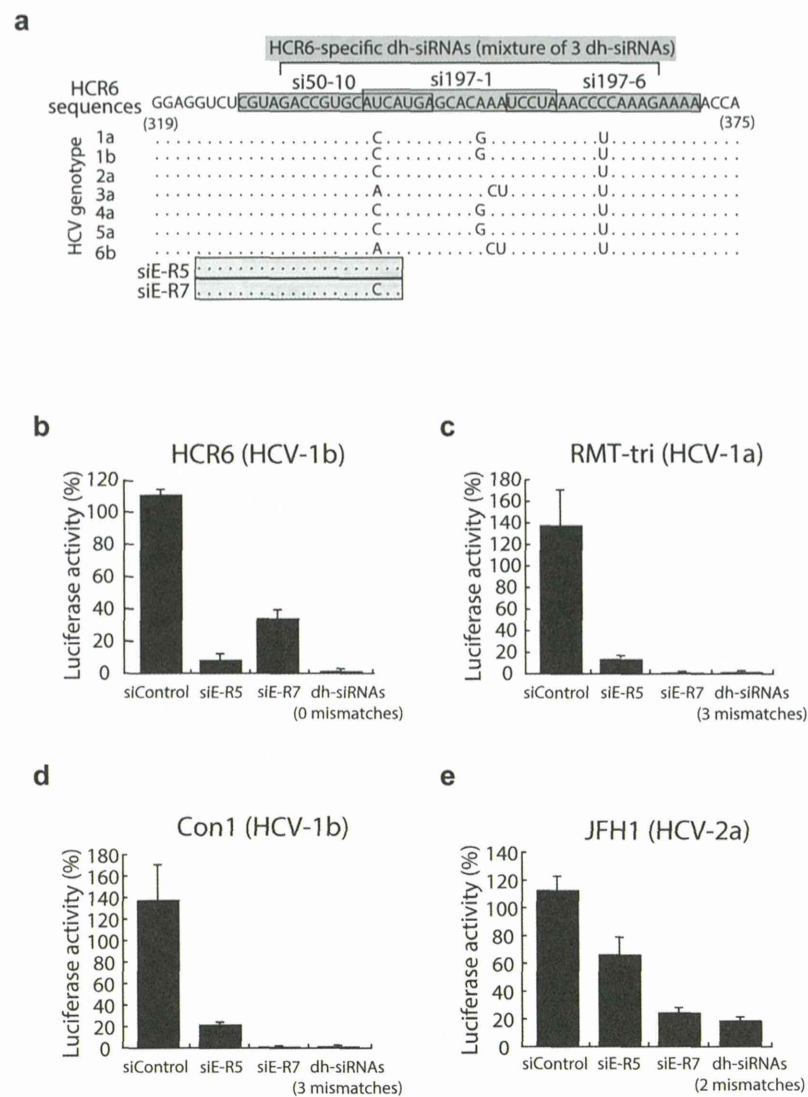 a
HCR6-specific dh-siRNAs (mixture of 3 dh-siRNAs)
si50-10 si197-1 si197-6
HCR6 sequences GGAGGUCUCGUAGACCGUGCAUCAUGAGCACAAAUCCUAAACCCCAAAGAAAAACCA
(319) (375)
HCV genotype
1a C G U
1b C G U
2a C U
3a A CU U
4a C G U
5a C G U
6b A CU U
siE-R5
siE-R7 C
b
HCR6 (HCV-1b)
Luciferase activity (%)
120
100
80
60
40
20
0
siControl siE-R5 siE-R7 dh-siRNAs
(0 mismatches)
c
RMT-tri (HCV-1a)
Luciferase activity (%)
180
160
140
120
100
80
60
40
20
0
siControl siE-R5 siE-R7 dh-siRNAs
(3 mismatches)
d
Con1 (HCV-1b)
Luciferase activity (%)
180
160
140
120
100
80
60
40
20
0
siControl siE-R5 siE-R7 dh-siRNAs
(3 mismatches)
e
JFH1 (HCV-2a)
Luciferase activity (%)
140
120
100
80
60
40
20
0
siControl siE-R5 siE-R7 dh-siRNAs
(2 mismatches)